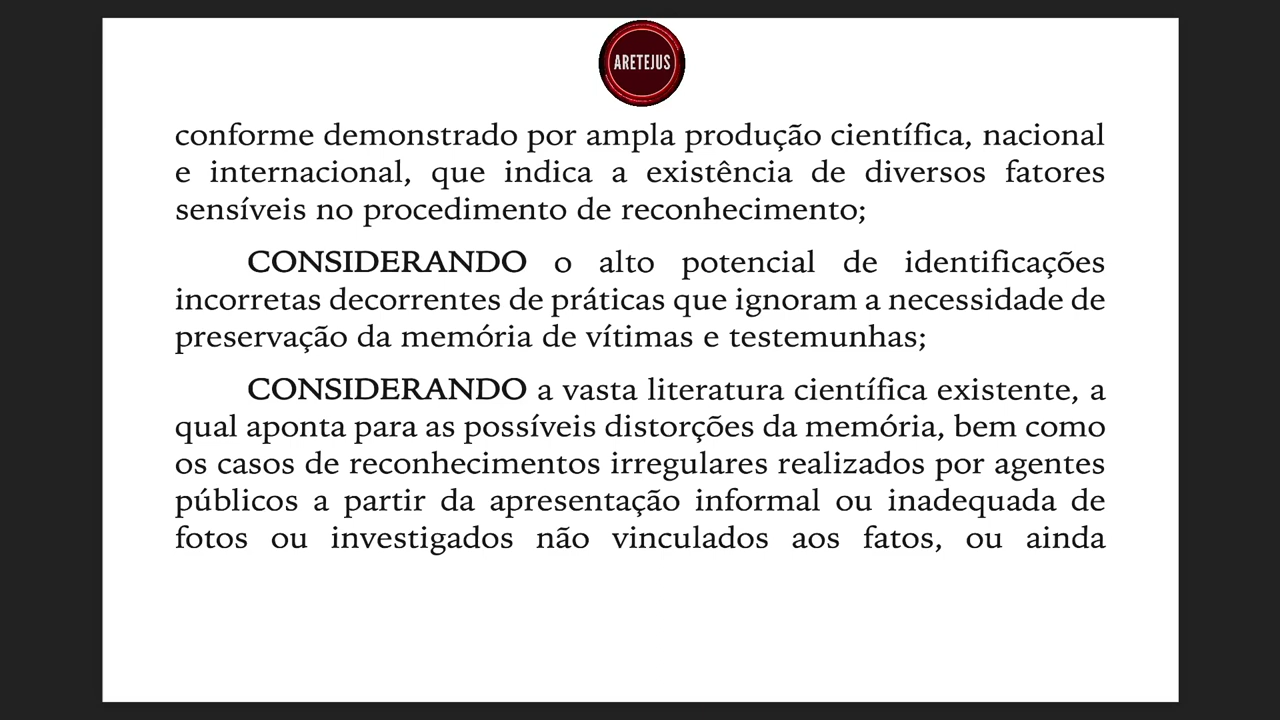 ARETEJUS
conforme demonstrado por ampla produção científica, nacional
e internacional, que indica a existência de diversos fatores
sensíveis no procedimento de reconhecimento;
CONSIDERANDO o alto potencial de identificações
incorretas decorrentes de práticas que ignoram a necessidade de
preservação da memória de vítimas e testemunhas;
CONSIDERANDO a vasta literatura científica existente, a
qual aponta para as possíveis distorções da memória, bem como
os casos de reconhecimentos irregulares realizados por agentes
públicos a partir da apresentação informal ou inadequada de
fotos ou investigados não vinculados aos fatos, ou ainda